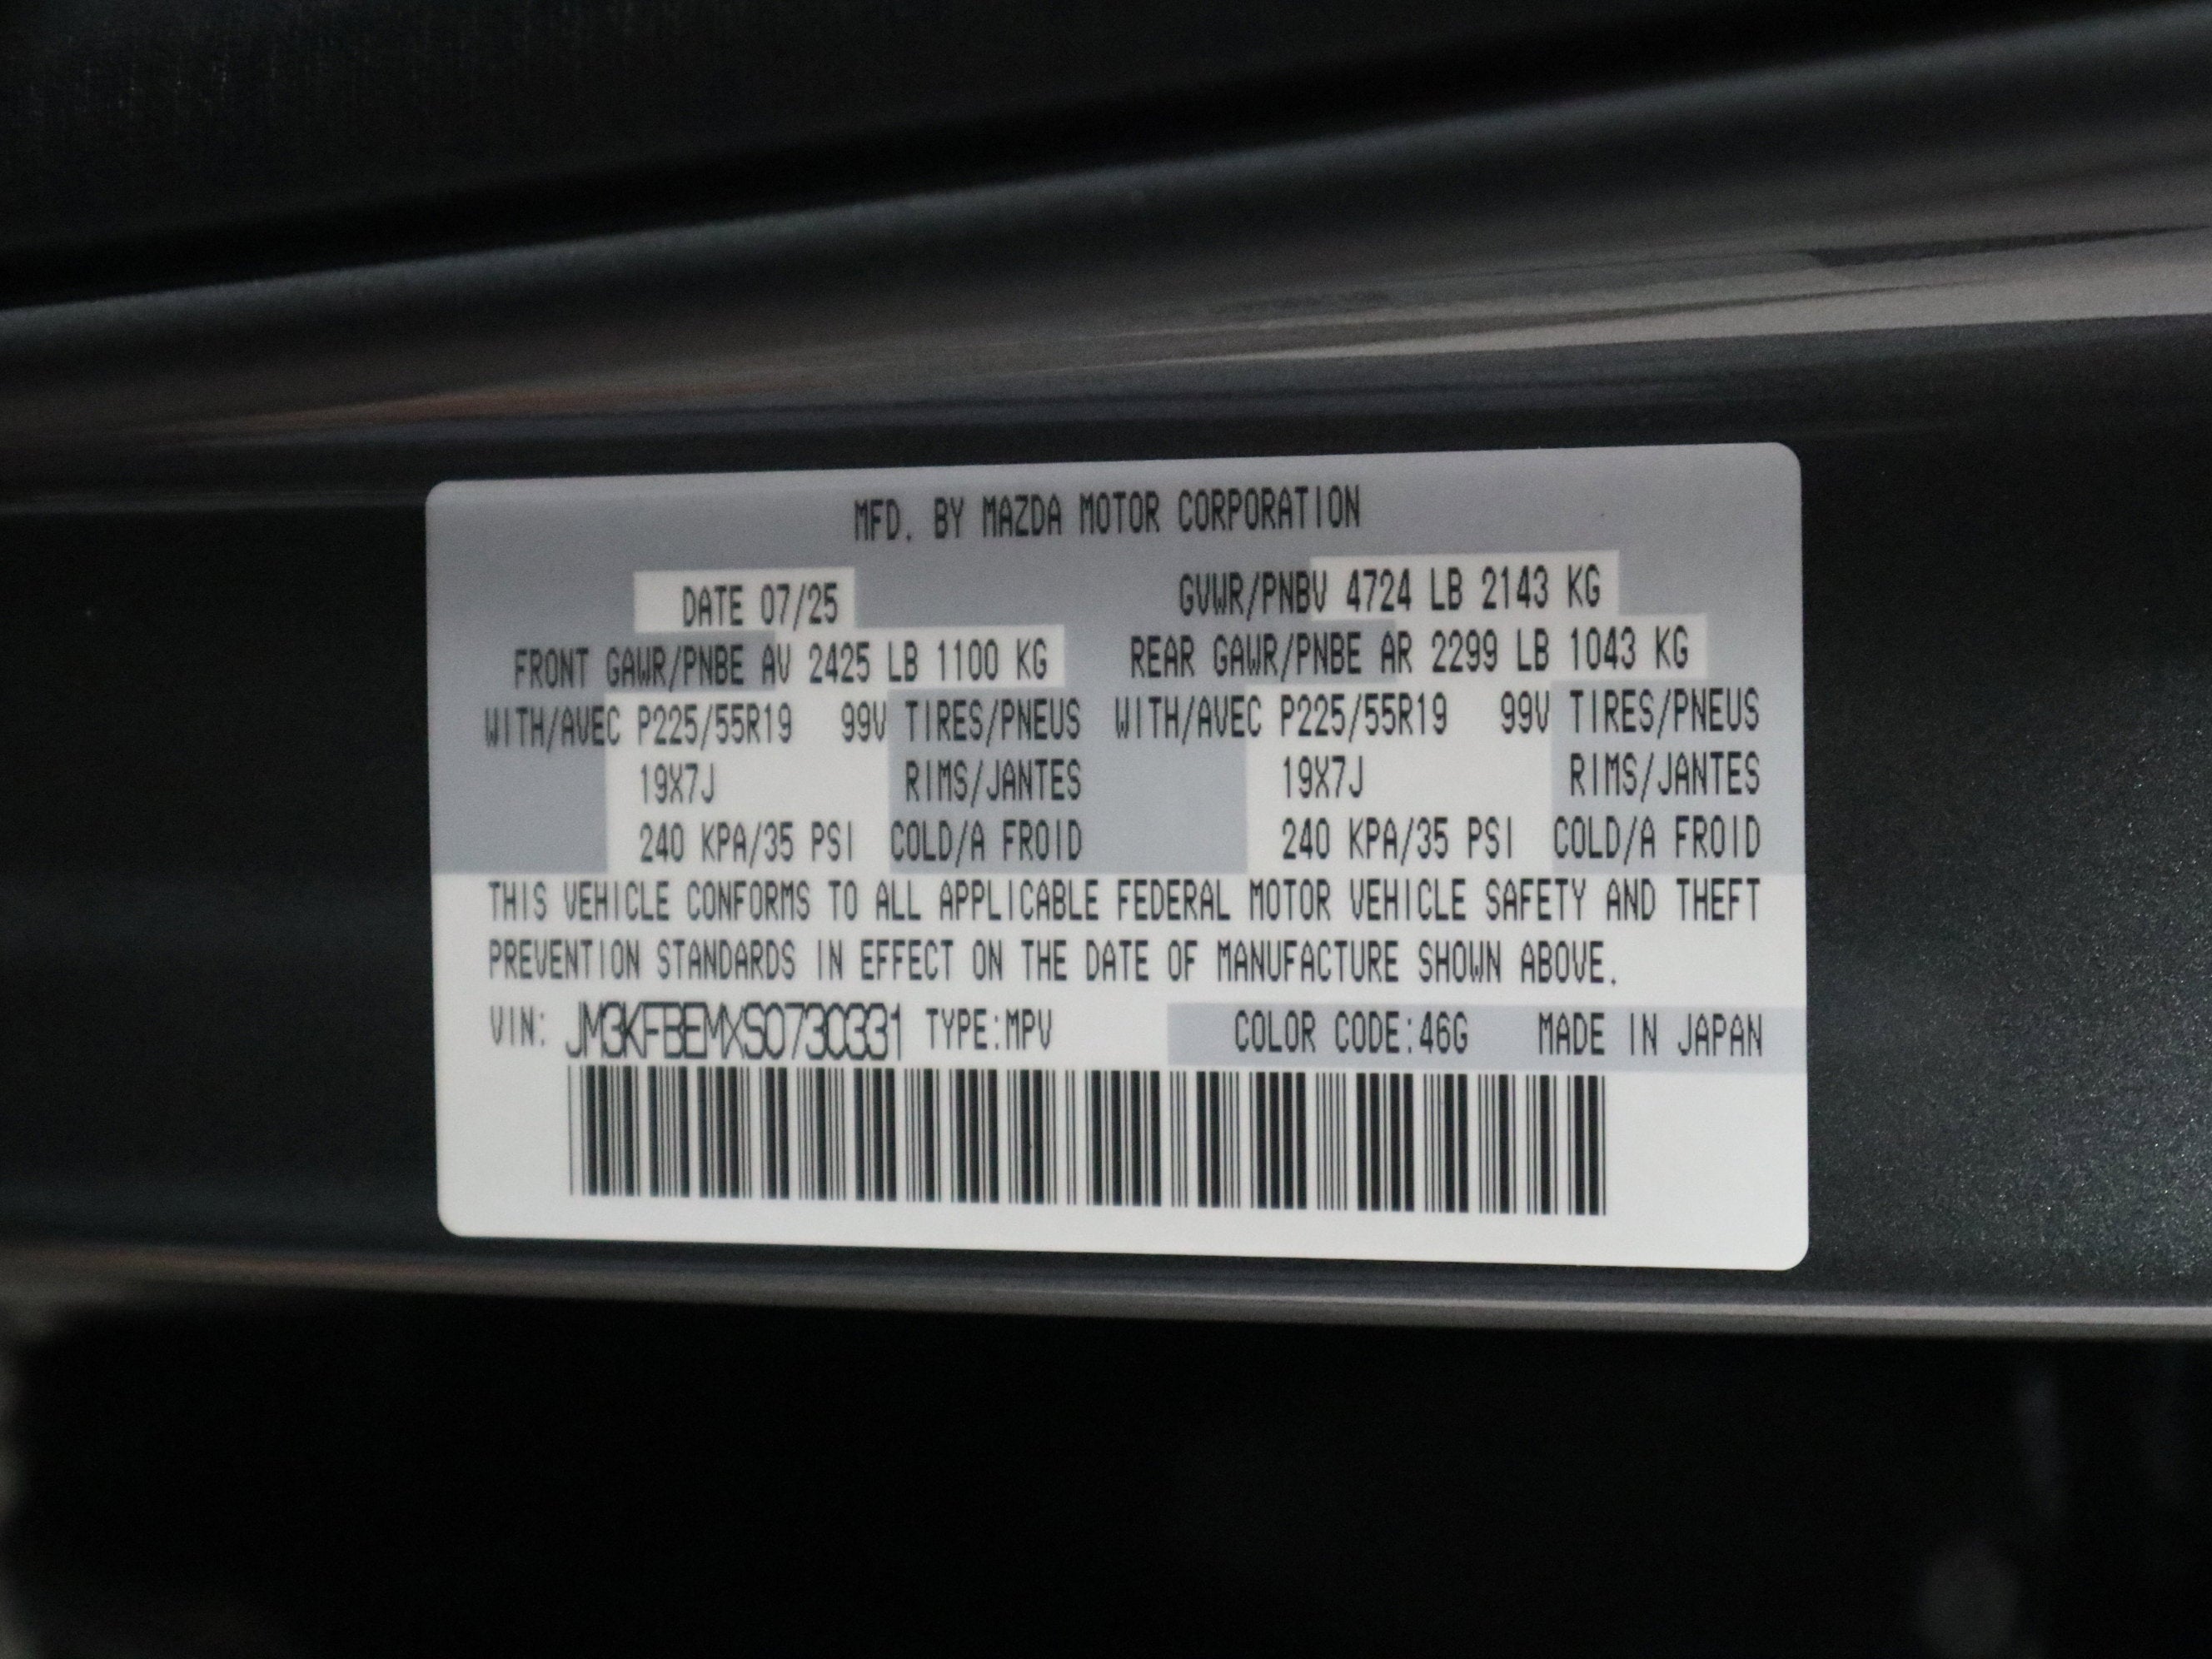 MFD. BY MAZDA MOTOR CORPORATION
DATE 07/25 GVWR/PNBV 4724 LB 2143 KG
FRONT GAWR/PNBE AV 2425 LB 1100 KG REAR GAWR/PNBE AR 2299 LB 1043 KG
WITH/AVEC P225/55R19 99V TIRES/PNEUS WITH/AVEC P225/55R19 99V TIRES/PNEUS
19X7J RIMS/JANTES 19X7J RIMS/JANTES
240 KPA/35 PSI COLD/A FROID 240 KPA/35 PSI COLD/A FROID
THIS VEHICLE CONFORMS TO ALL APPLICABLE FEDERAL MOTOR VEHICLE SAFETY AND THEFT
PREVENTION STANDARDS IN EFFECT ON THE DATE OF MANUFACTURE SHOWN ABOVE.
VIN: JM3KFBEMXS0730331 TYPE:MPV COLOR CODE:46G MADE IN JAPAN